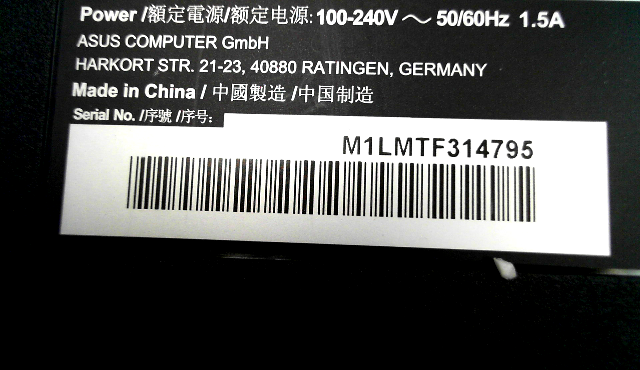 Power /額定電源/额定电源: 100-240V ～ 50/60Hz 1.5A
ASUS COMPUTER GmbH
HARKORT STR. 21-23, 40880 RATINGEN, GERMANY
Made in China / 中國製造 /中国制造
Serial No. /序號 /序号:
M1LMTF314795